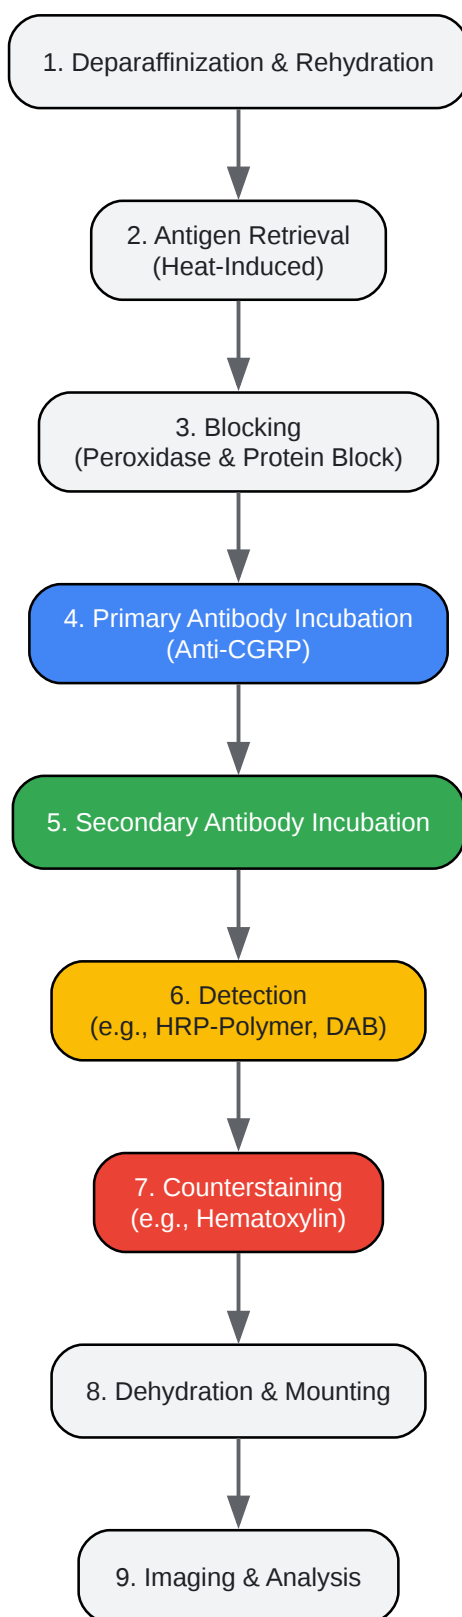 1. Deparaffinization & Rehydration
2. Antigen Retrieval
(Heat-Induced)
3. Blocking
(Peroxidase & Protein Block)
4. Primary Antibody Incubation
(Anti-CGRP)
5. Secondary Antibody Incubation
6. Detection
(e.g., HRP-Polymer, DAB)
7. Counterstaining
(e.g., Hematoxylin)
8. Dehydration & Mounting
9. Imaging & Analysis